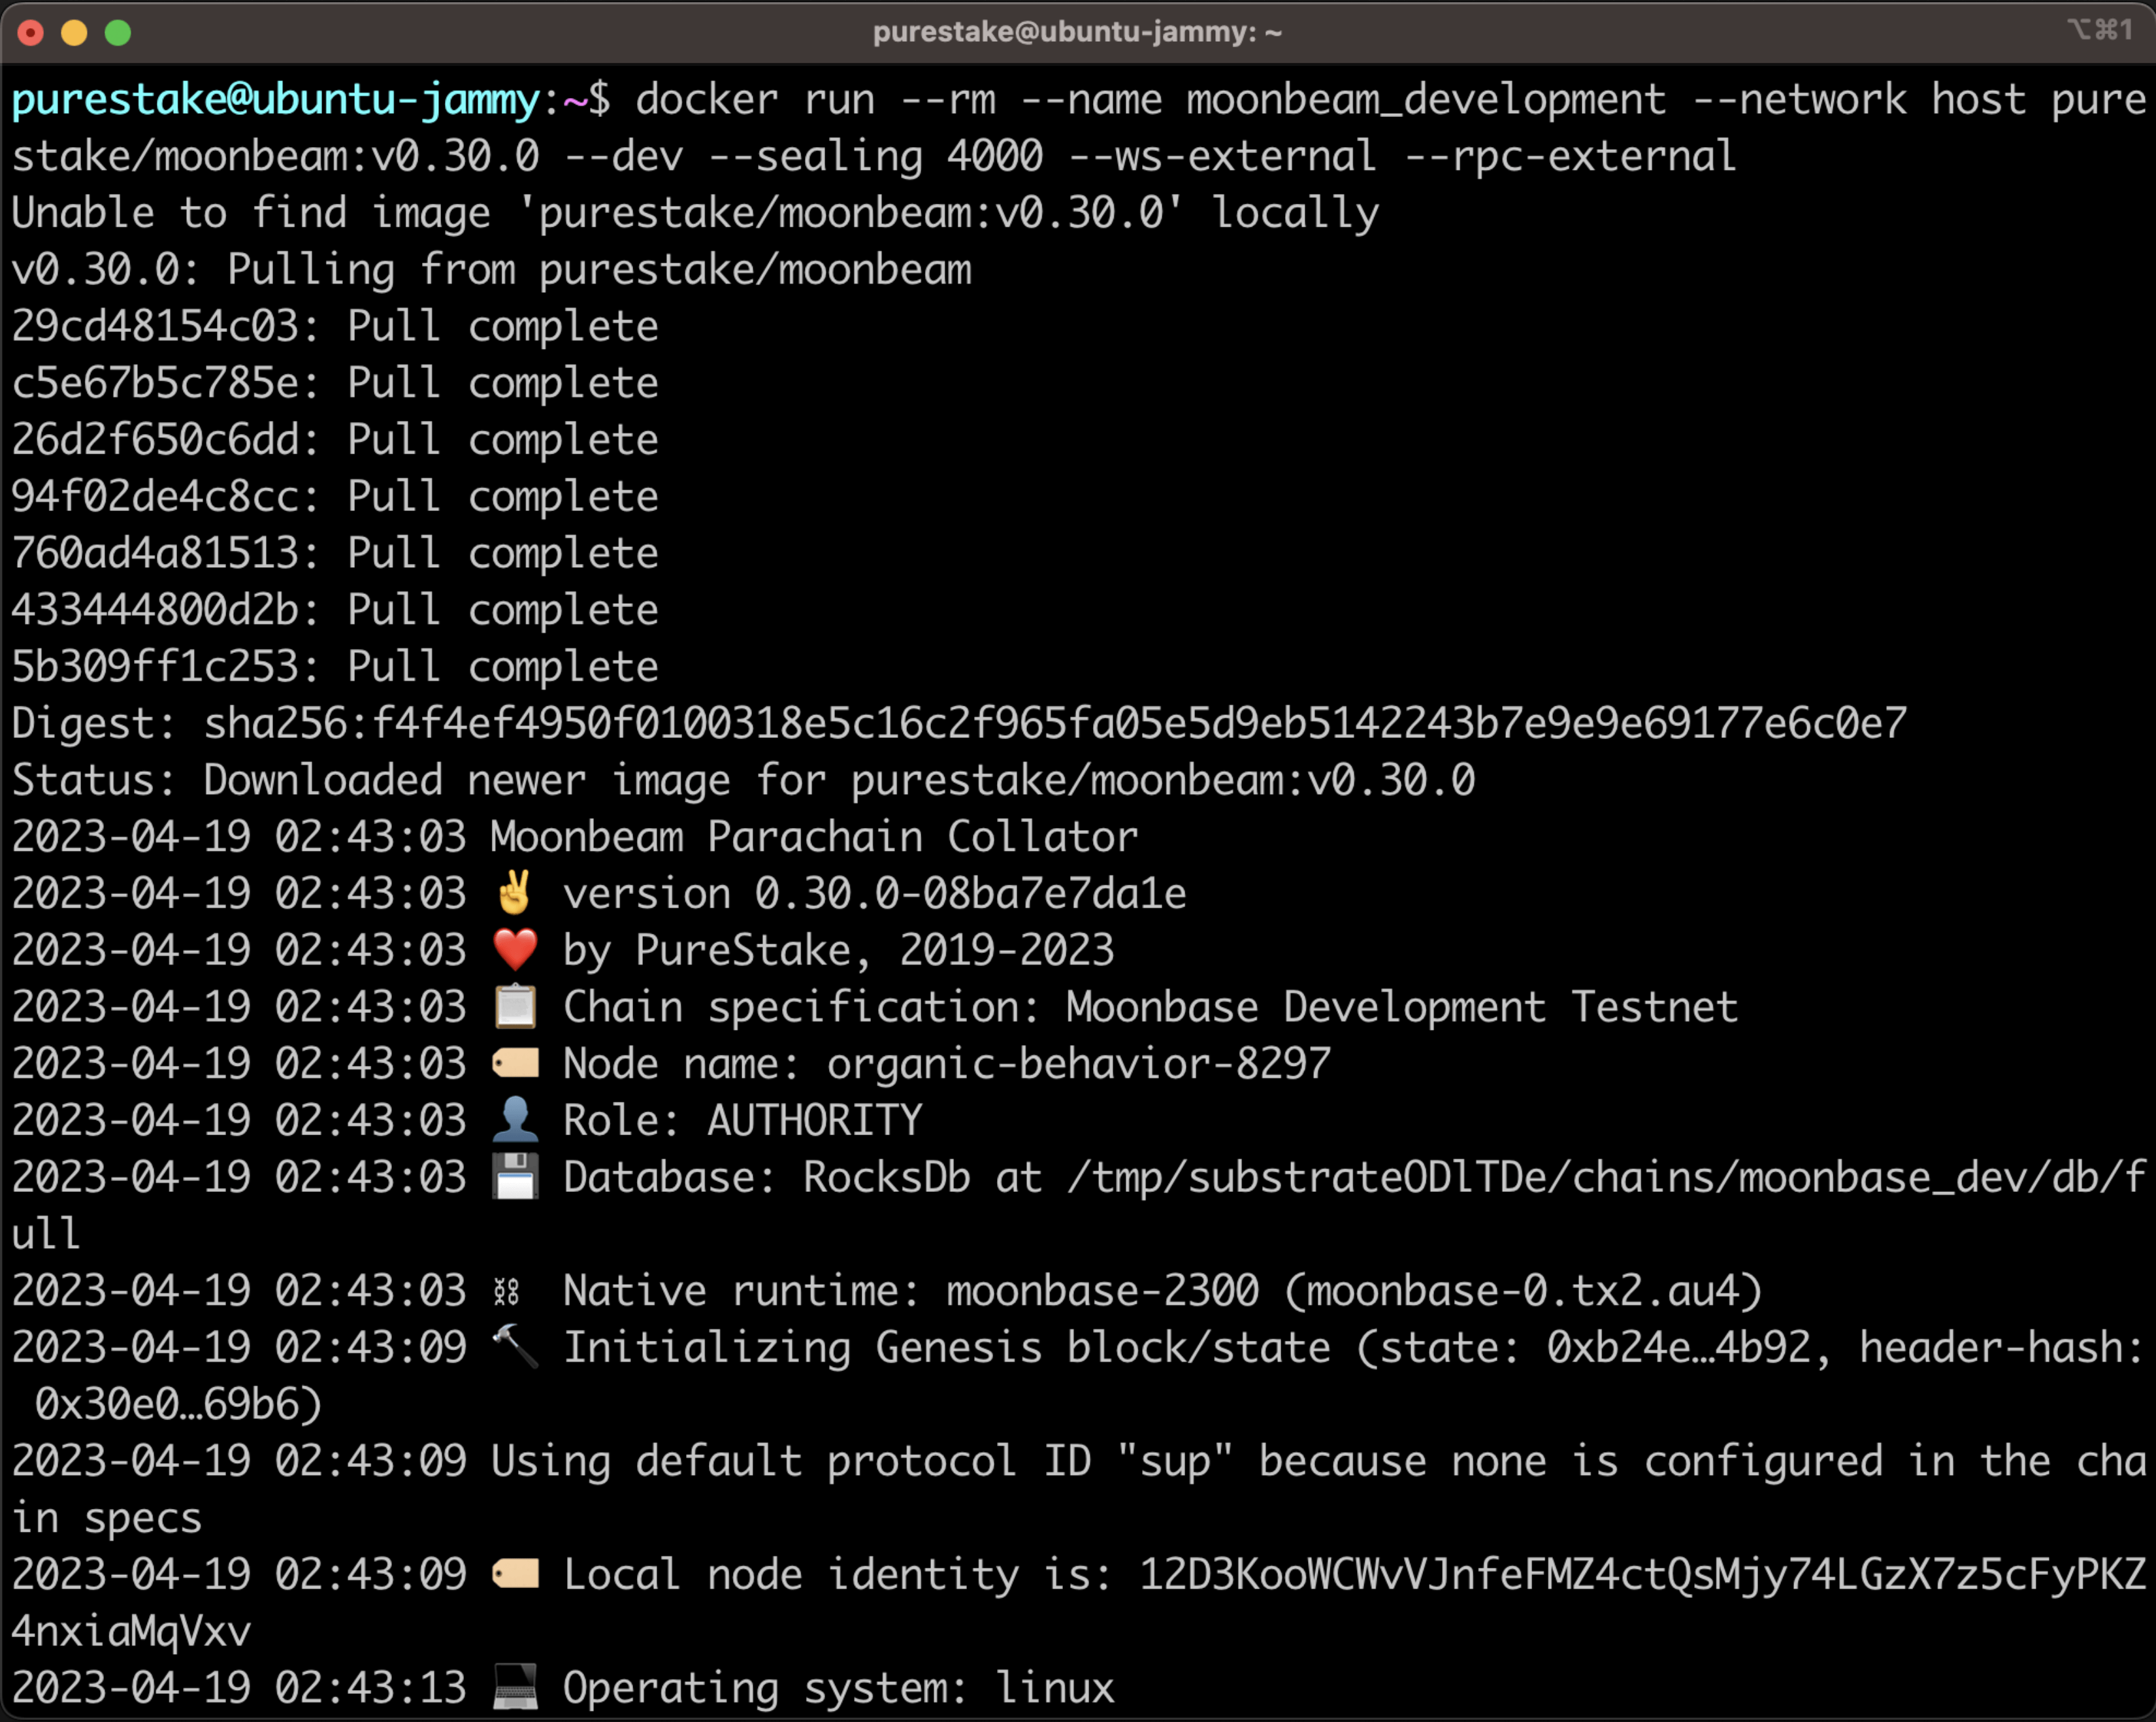 purestake@ubuntu-jammy: ~
⌥⌘1
purestake@ubuntu-jammy:~$ docker run --rm --name moonbeam_development --network host pure
stake/moonbeam:v0.30.0 --dev --sealing 4000 --ws-external --rpc-external
Unable to find image 'purestake/moonbeam:v0.30.0' locally
v0.30.0: Pulling from purestake/moonbeam
29cd48154c03: Pull complete
c5e67b5c785e: Pull complete
26d2f650c6dd: Pull complete
94f02de4c8cc: Pull complete
760ad4a81513: Pull complete
433444800d2b: Pull complete
5b309ff1c253: Pull complete
Digest: sha256:f4f4ef4950f0100318e5c16c2f965fa05e5d9eb5142243b7e9e9e69177e6c0e7
Status: Downloaded newer image for purestake/moonbeam:v0.30.0
2023-04-19 02:43:03 Moonbeam Parachain Collator
2023-04-19 02:43:03 ✌️ version 0.30.0-08ba7e7da1e
2023-04-19 02:43:03 ❤️ by PureStake, 2019-2023
2023-04-19 02:43:03 📋 Chain specification: Moonbase Development Testnet
2023-04-19 02:43:03 🏷 Node name: organic-behavior-8297
2023-04-19 02:43:03 👤 Role: AUTHORITY
2023-04-19 02:43:03 💾 Database: RocksDb at /tmp/substrateODlTDe/chains/moonbase_dev/db/f
ull
2023-04-19 02:43:03 ⛓ Native runtime: moonbase-2300 (moonbase-0.tx2.au4)
2023-04-19 02:43:09 🔨 Initializing Genesis block/state (state: 0xb24e…4b92, header-hash:
0x30e0…69b6)
2023-04-19 02:43:09 Using default protocol ID "sup" because none is configured in the cha
in specs
2023-04-19 02:43:09 🏷 Local node identity is: 12D3KooWCWvVJnfeFMZ4ctQsMjy74LGzX7z5cFyPKZ
4nxiaMqVxv
2023-04-19 02:43:13 💻 Operating system: linux